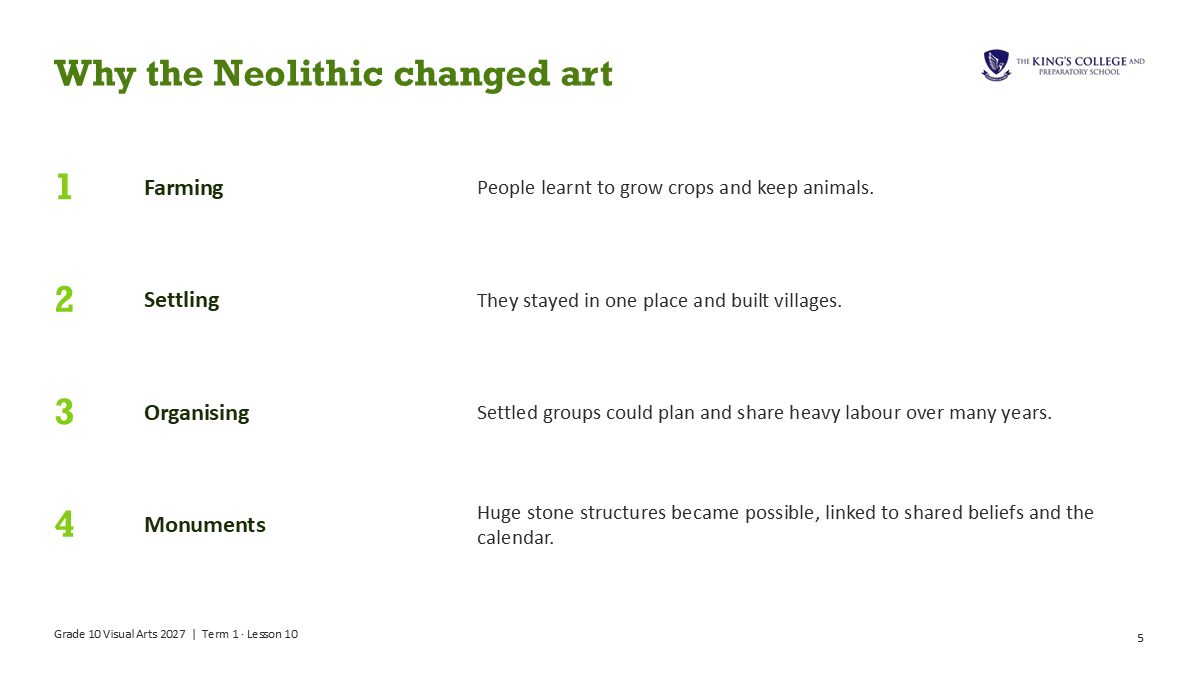 Why the Neolithic changed art
THE KING'S COLLEGE AND
PREPARATORY SCHOOL
1
Farming
People learnt to grow crops and keep animals.
2
Settling
They stayed in one place and built villages.
3
Organising
Settled groups could plan and share heavy labour over many years.
4
Monuments
Huge stone structures became possible, linked to shared beliefs and the
calendar.
Grade 10 Visual Arts 2027 | Term 1 · Lesson 10
5